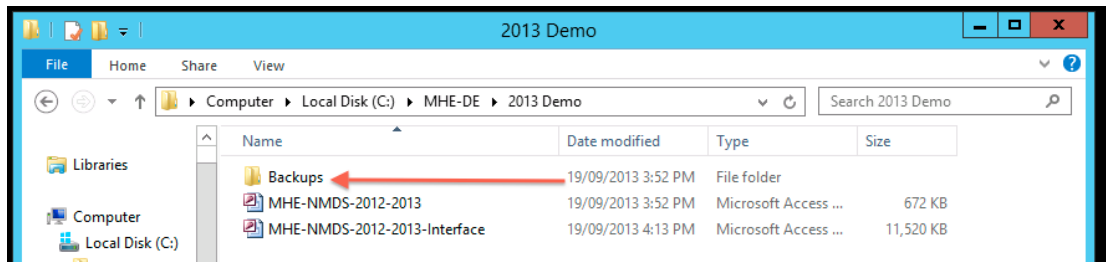 2013 Demo
File Home Share View
Computer Local Disk (C:) MHE-DE 2013 Demo Search 2013 Demo
Name Date modified Type Size
Libraries
Backups 19/09/2013 3:52 PM File folder
MHE-NMDS-2012-2013 19/09/2013 3:52 PM Microsoft Access ... 672 KB
Computer
MHE-NMDS-2012-2013-Interface 19/09/2013 4:13 PM Microsoft Access ... 11,520 KB
Local Disk (C:)